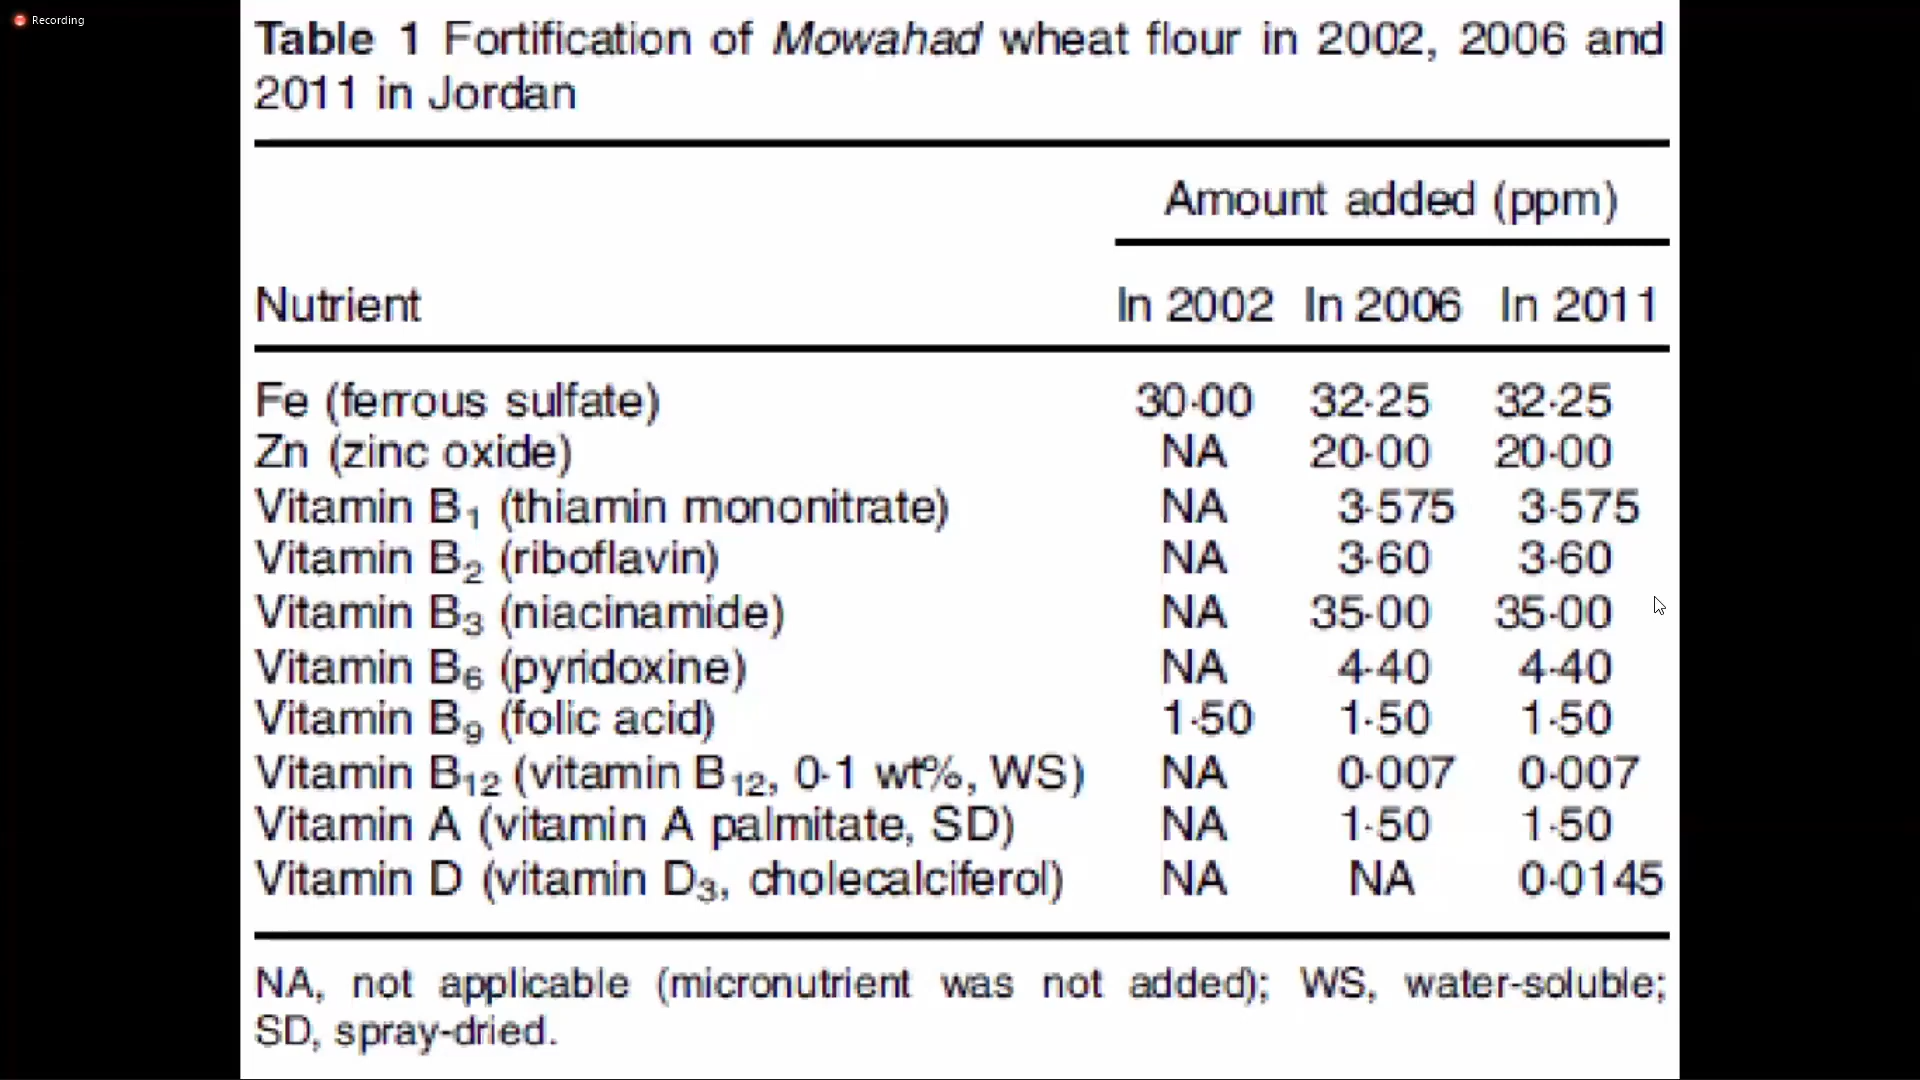 Recording
Table 1 Fortification of Mowahad wheat flour in 2002, 2006 and
2011 in Jordan
Amount added (ppm)
Nutrient In 2002 In 2006 In 2011
Fe (ferrous sulfate) 30·00 32·25 32·25
Zn (zinc oxide) NA 20·00 20·00
Vitamin B₁ (thiamin mononitrate) NA 3·575 3·575
Vitamin B₂ (riboflavin) NA 3·60 3·60
Vitamin B₃ (niacinamide) NA 35·00 35·00
Vitamin B₆ (pyridoxine) NA 4·40 4·40
Vitamin B₉ (folic acid) 1·50 1·50 1·50
Vitamin B₁₂ (vitamin B₁₂, 0·1 wt%, WS) NA 0·007 0·007
Vitamin A (vitamin A palmitate, SD) NA 1·50 1·50
Vitamin D (vitamin D₃, cholecalciferol) NA NA 0·0145
NA, not applicable (micronutrient was not added); WS, water-soluble;
SD, spray-dried.